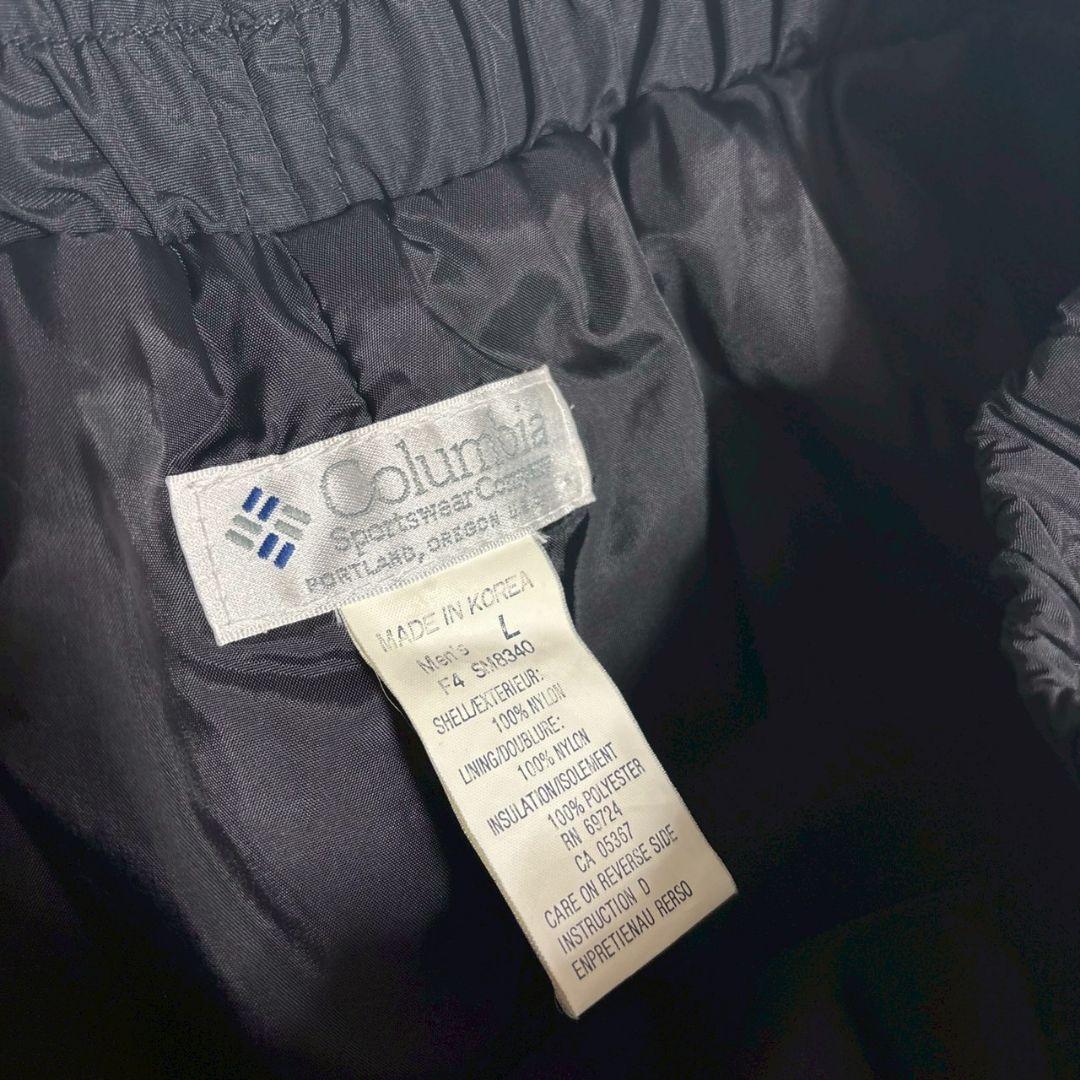 Columbia
Sportswear Company
PORTLAND, OREGON
MADE IN KOREA
Men's L
F4 SM8340
SHELL/EXTERIEUR:
100% NYLON
LINING/DOUBLURE:
100% NYLON
INSULATION/ISOLEMENT
100% POLYESTER
RN 69724
CA 05367
CARE ON REVERSE SIDE
INSTRUCTION D
ENPRETIENAU RERSO